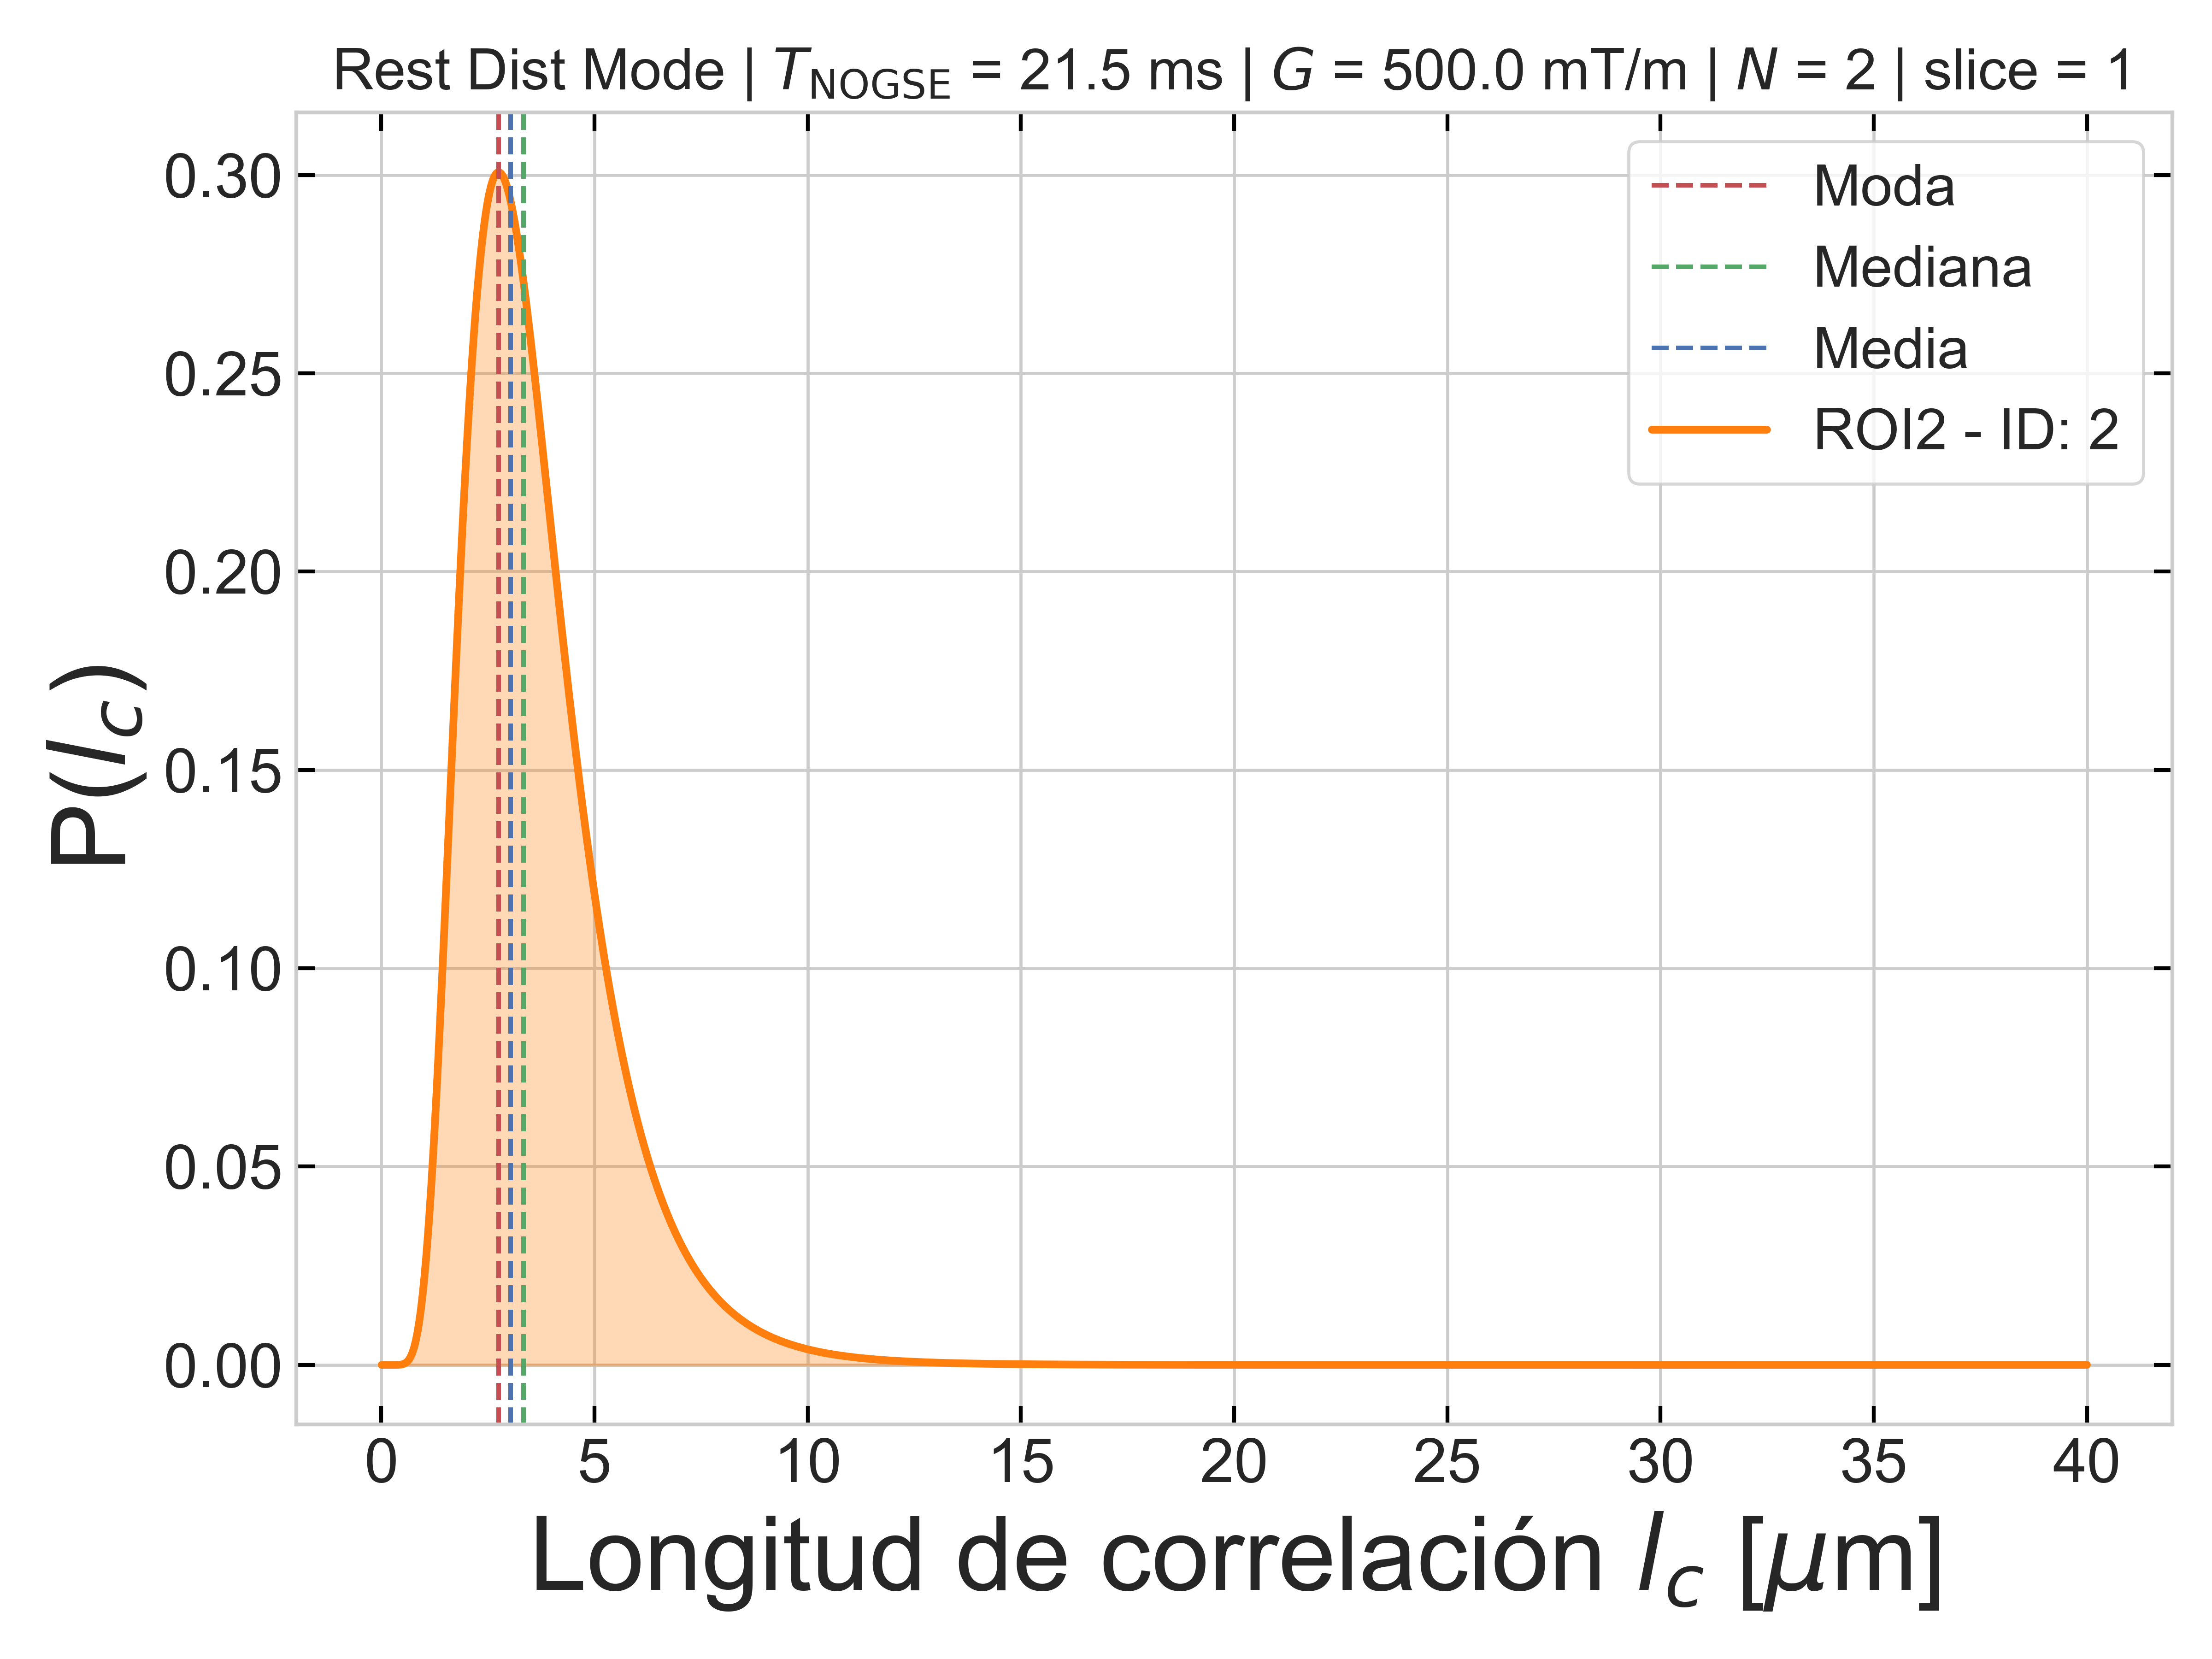 Rest Dist Mode | T_NOGSE = 21.5 ms | G = 500.0 mT/m | N = 2 | slice = 1
Moda
Mediana
Media
ROI2 - ID: 2
P(l_c)
0.30
0.25
0.20
0.15
0.10
0.05
0.00
0 5 10 15 20 25 30 35 40
Longitud de correlación l_c [μm]